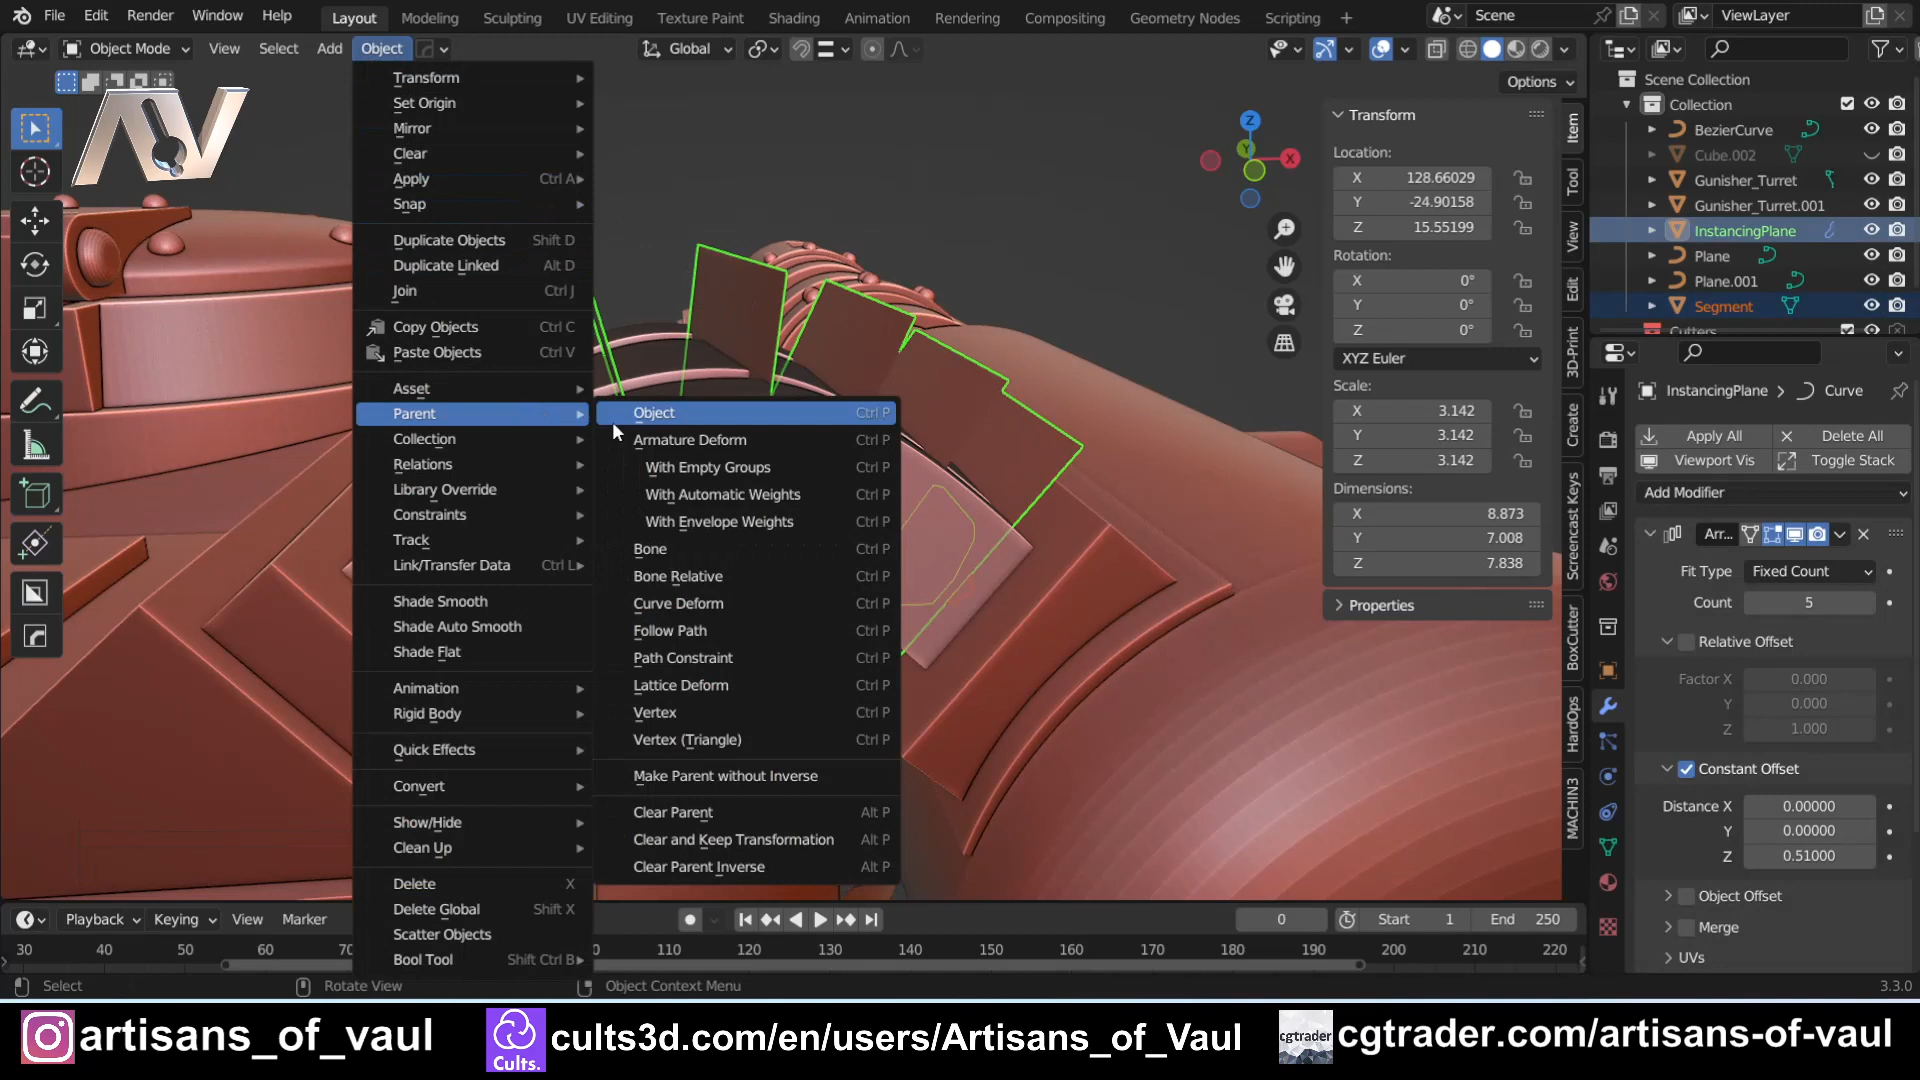 File Edit Render Window Help Layout Modeling Sculpting UV Editing Texture Paint Shading Animation Rendering Compositing Geometry Nodes Scripting + Scene ViewLayer
Object Mode View Select Add Object Global
Options
Transform
Set Origin
Mirror
Clear
Apply Ctrl A
Snap
Duplicate Objects Shift D
Duplicate Linked Alt D
Join Ctrl J
Copy Objects Ctrl C
Paste Objects Ctrl V
Asset
Parent
Collection
Relations
Library Override
Constraints
Track
Link/Transfer Data Ctrl L
Shade Smooth
Shade Auto Smooth
Shade Flat
Animation
Rigid Body
Quick Effects
Convert
Show/Hide
Clean Up
Delete X
Delete Global Shift X
Scatter Objects
Bool Tool Shift Ctrl B
Object Ctrl P
Armature Deform Ctrl P
With Empty Groups Ctrl P
With Automatic Weights Ctrl P
With Envelope Weights Ctrl P
Bone Ctrl P
Bone Relative Ctrl P
Curve Deform Ctrl P
Follow Path Ctrl P
Path Constraint Ctrl P
Lattice Deform Ctrl P
Vertex Ctrl P
Vertex (Triangle) Ctrl P
Make Parent without Inverse
Clear Parent Alt P
Clear and Keep Transformation Alt P
Clear Parent Inverse Alt P
Z
Y
X
Transform
Location:
X 128.66029
Y -24.90158
Z 15.55199
Rotation:
X 0°
Y 0°
Z 0°
XYZ Euler
Scale:
X 3.142
Y 3.142
Z 3.142
Dimensions:
X 8.873
Y 7.008
Z 7.838
Properties
Item
Tool
View
Edit
3D-Print
Create
Screencast Keys
BoxCutter
HardOps
MACHIN3
Scene Collection
Collection
BezierCurve
Cube.002
Gunisher_Turret
Gunisher_Turret.001
InstancingPlane
Plane
Plane.001
Segment
Cutters
InstancingPlane > Curve
Apply All Delete All
Viewport Vis Toggle Stack
Add Modifier
Arr...
Fit Type Fixed Count
Count 5
Relative Offset
Factor X 0.000
Y 0.000
Z 1.000
Constant Offset
Distance X 0.00000
Y 0.00000
Z 0.51000
Object Offset
Merge
UVs
Playback Keying View Marker 0 Start 1 End 250
30 40 50 60 110 120 130 140 150 160 170 180 190 200 210 220
Select Rotate View Object Context Menu 3.3.0
artisans_of_vaul Cults. cults3d.com/en/users/Artisans_of_Vaul cgtrader cgtrader.com/artisans-of-vaul